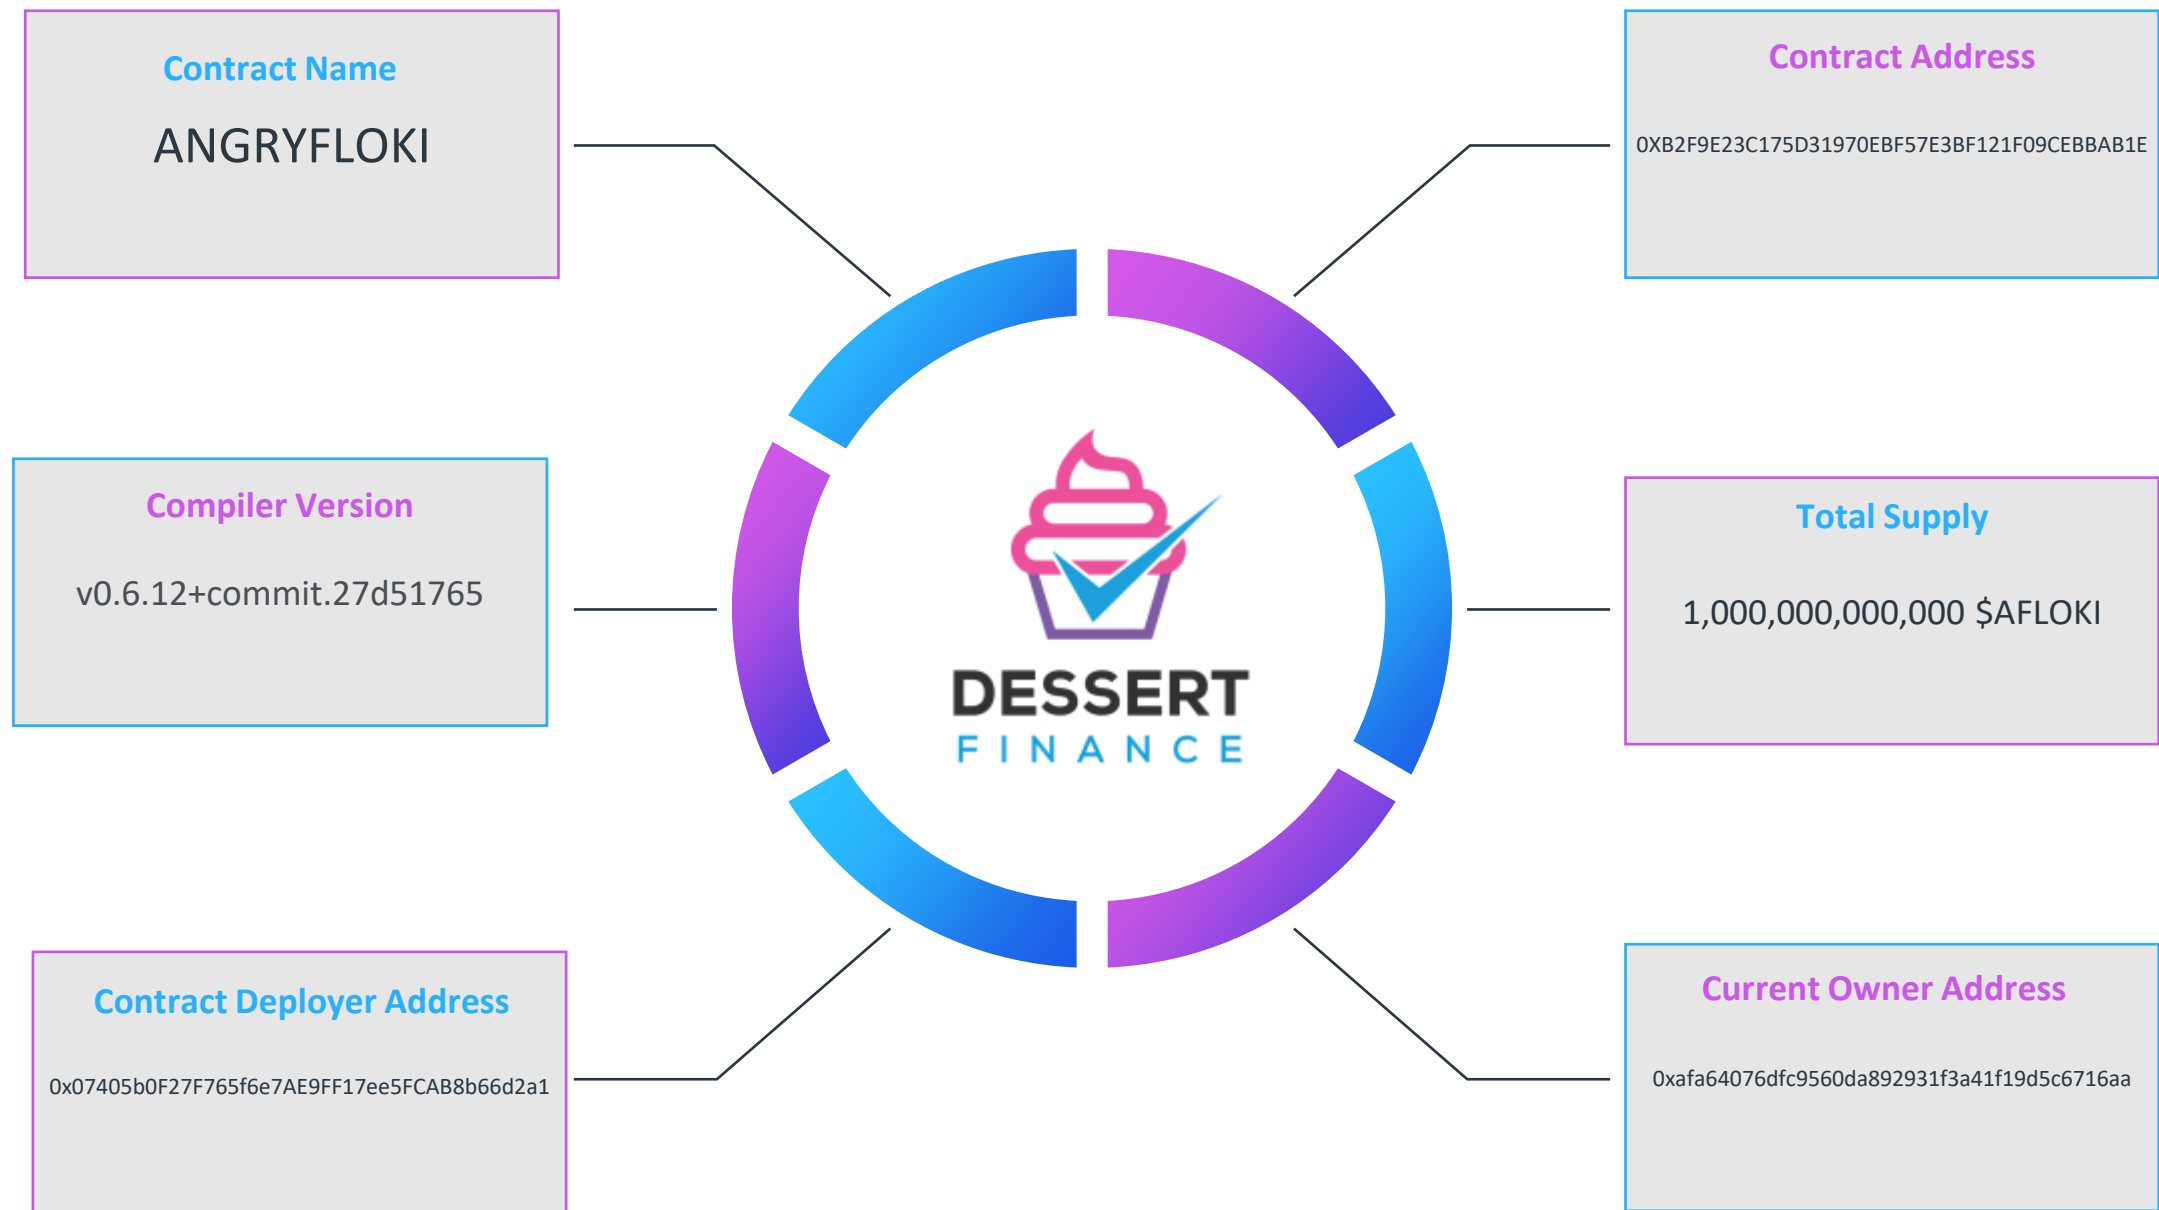 Contract Name
ANGRYFLOKI
Contract Address
0XB2F9E23C175D31970EBF57E3BF121F09CEBBAB1E
Compiler Version
v0.6.12+commit.27d51765
Total Supply
1,000,000,000,000 $AFLOKI
DESSERT
FINANCE
Contract Deployer Address
0x07405b0F27F765f6e7AE9FF17ee5FCAB8b66d2a1
Current Owner Address
0xafa64076dfc9560da892931f3a41f19d5c6716aa